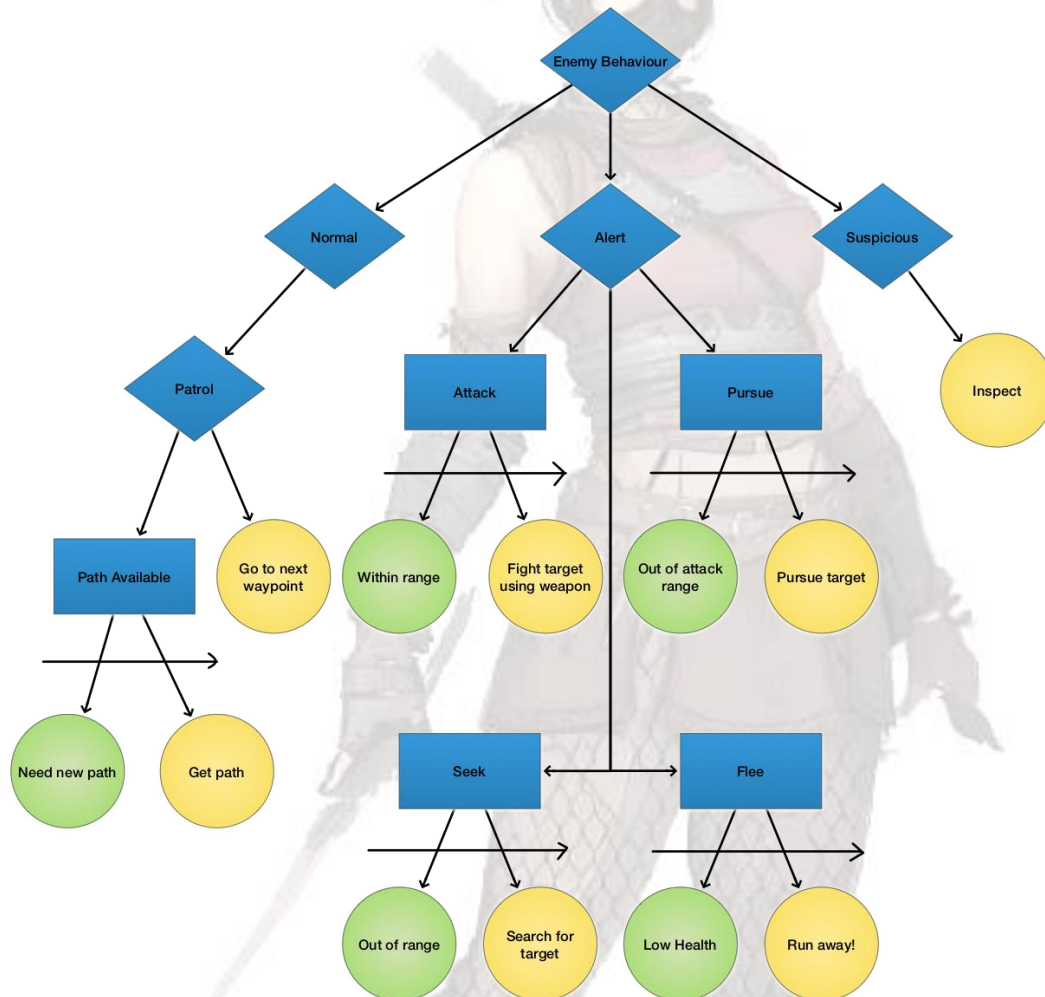 Enemy Behaviour
Normal
Alert
Suspicious
Patrol
Attack
Pursue
Inspect
Path Available
Go to next
waypoint
Within range
Fight target
using weapon
Out of attack
range
Pursue target
Need new path
Get path
Seek
Flee
Out of range
Search for
target
Low Health
Run away!